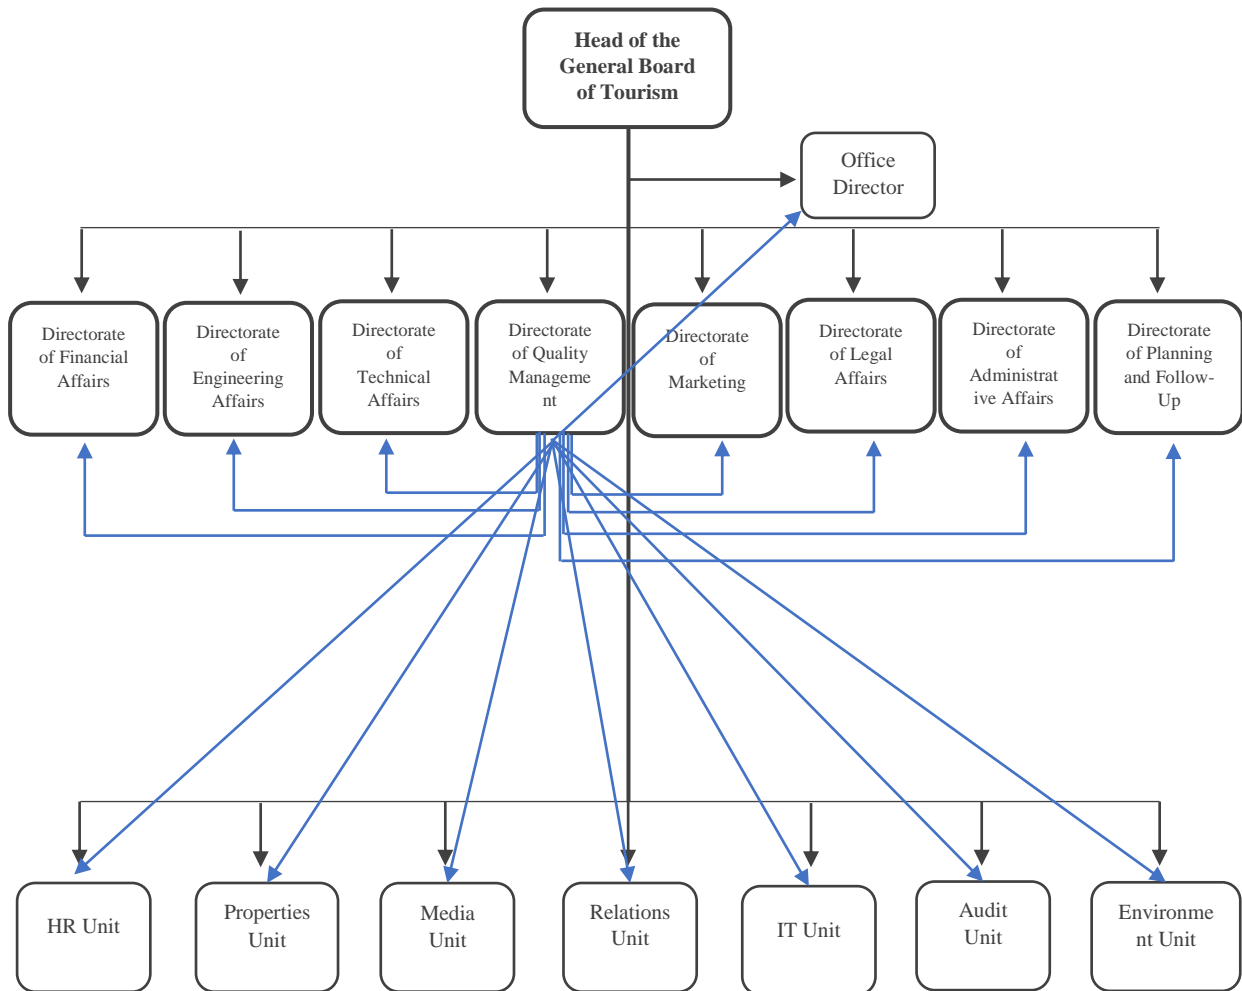 Head of the
General Board
of Tourism
Office
Director
Directorate
of Financial
Affairs
Directorate
of
Engineering
Affairs
Directorate
of
Technical
Affairs
Directorate
of Quality
Manageme
nt
Directorate
of
Marketing
Directorate
of Legal
Affairs
Directorate
of
Administrat
ive Affairs
Directorate
of Planning
and Follow-
Up
HR Unit
Properties
Unit
Media
Unit
Relations
Unit
IT Unit
Audit
Unit
Environme
nt Unit